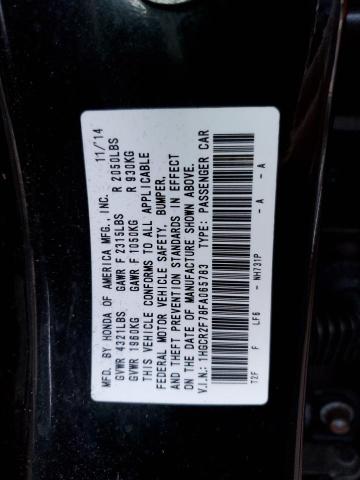 MFD. BY HONDA OF AMERICA MFG., INC. 11/14
GVWR 4321LBS GAWR F 2315LBS R 2050LBS
GVWR 1960KG GAWR F 1050KG R 930KG
THIS VEHICLE CONFORMS TO ALL APPLICABLE
FEDERAL MOTOR VEHICLE SAFETY, BUMPER,
AND THEFT PREVENTION STANDARDS IN EFFECT
ON THE DATE OF MANUFACTURE SHOWN ABOVE.
V.I.N.: 1HGCR2F78FA065783 TYPE: PASSENGER CAR
T2F F LF6 NH731P - A - A